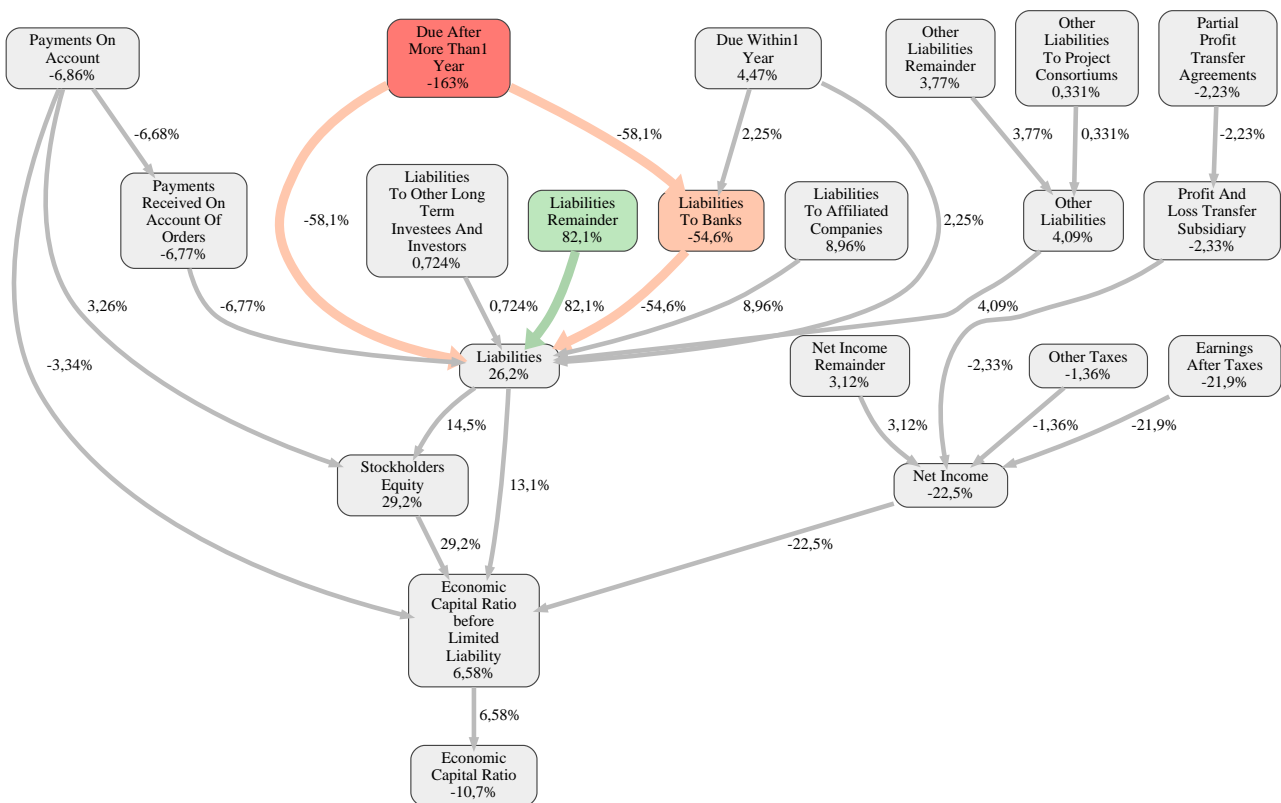 Payments On
Account
-6,86%
Due After
More Than1
Year
-163%
Due Within1
Year
4,47%
Other
Liabilities
Remainder
3,77%
Other
Liabilities
To Project
Consortiums
0,331%
Partial
Profit
Transfer
Agreements
-2,23%
-6,68%
-58,1%
2,25%
3,77%
0,331%
-2,23%
Payments
Received On
Account Of
Orders
-6,77%
-58,1%
Liabilities
To Other Long
Term
Investees And
Investors
0,724%
Liabilities
Remainder
82,1%
Liabilities
To Banks
-54,6%
Liabilities
To Affiliated
Companies
8,96%
2,25%
Other
Liabilities
4,09%
Profit And
Loss Transfer
Subsidiary
-2,33%
3,26%
-6,77%
0,724%
82,1%
-54,6%
8,96%
4,09%
-3,34%
Liabilities
26,2%
Net Income
Remainder
3,12%
-2,33%
Other Taxes
-1,36%
Earnings
After Taxes
-21,9%
14,5%
3,12%
-1,36%
-21,9%
Stockholders
Equity
29,2%
13,1%
Net Income
-22,5%
29,2%
-22,5%
Economic
Capital Ratio
before
Limited
Liability
6,58%
6,58%
Economic
Capital Ratio
-10,7%